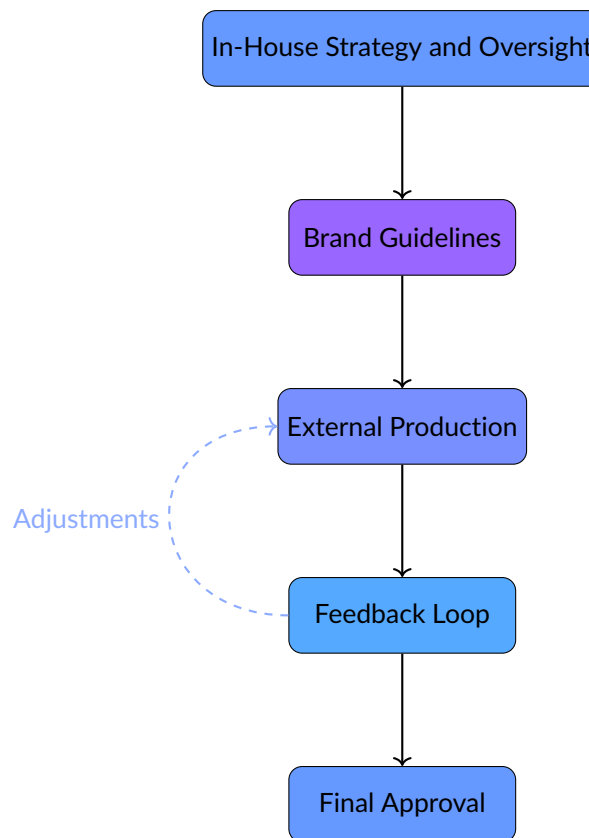 In-House Strategy and Oversight
Brand Guidelines
External Production
Adjustments
Feedback Loop
Final Approval